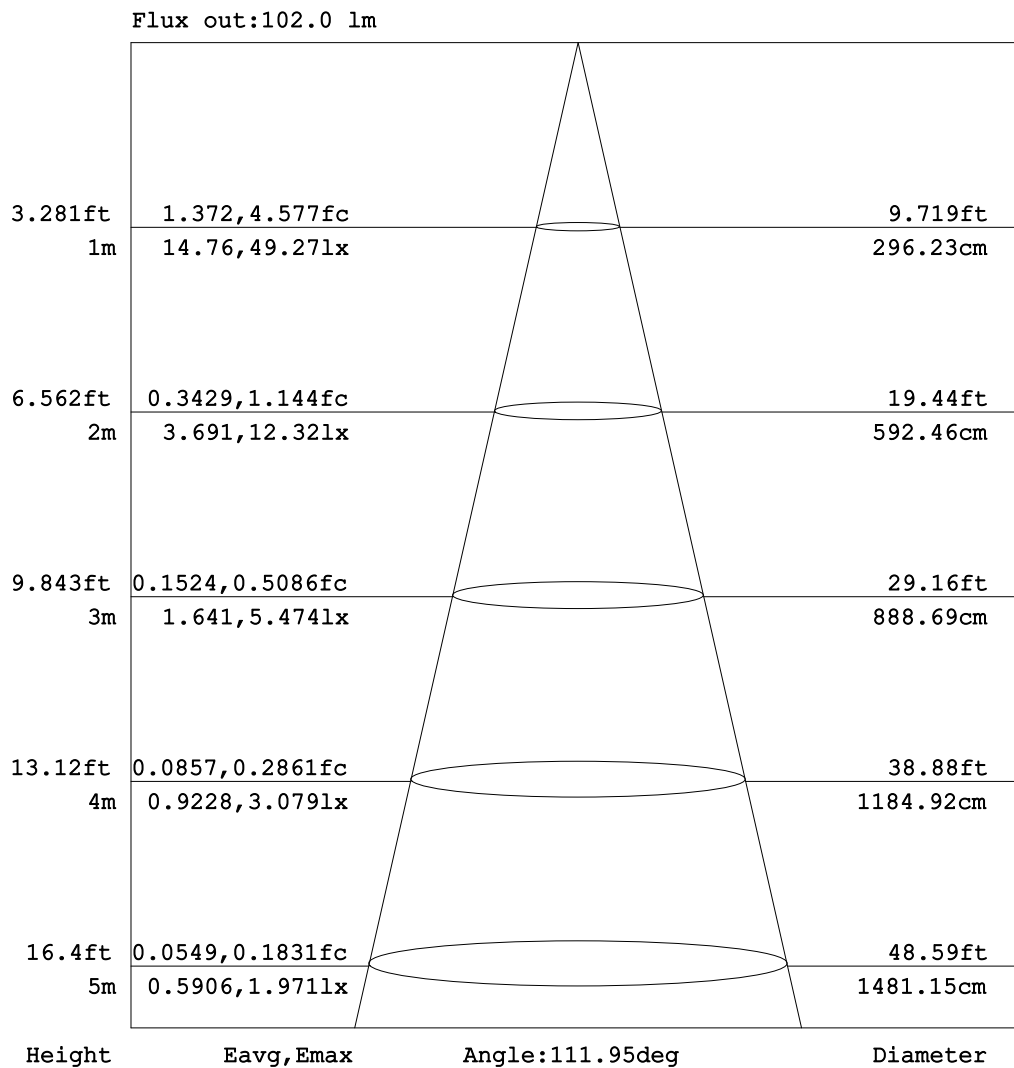 Flux out:102.0 lm
3.281ft 1.372,4.577fc 9.719ft
1m 14.76,49.27lx 296.23cm
6.562ft 0.3429,1.144fc 19.44ft
2m 3.691,12.32lx 592.46cm
9.843ft 0.1524,0.5086fc 29.16ft
3m 1.641,5.474lx 888.69cm
13.12ft 0.0857,0.2861fc 38.88ft
4m 0.9228,3.079lx 1184.92cm
16.4ft 0.0549,0.1831fc 48.59ft
5m 0.5906,1.971lx 1481.15cm
Height Eavg,Emax Angle:111.95deg Diameter